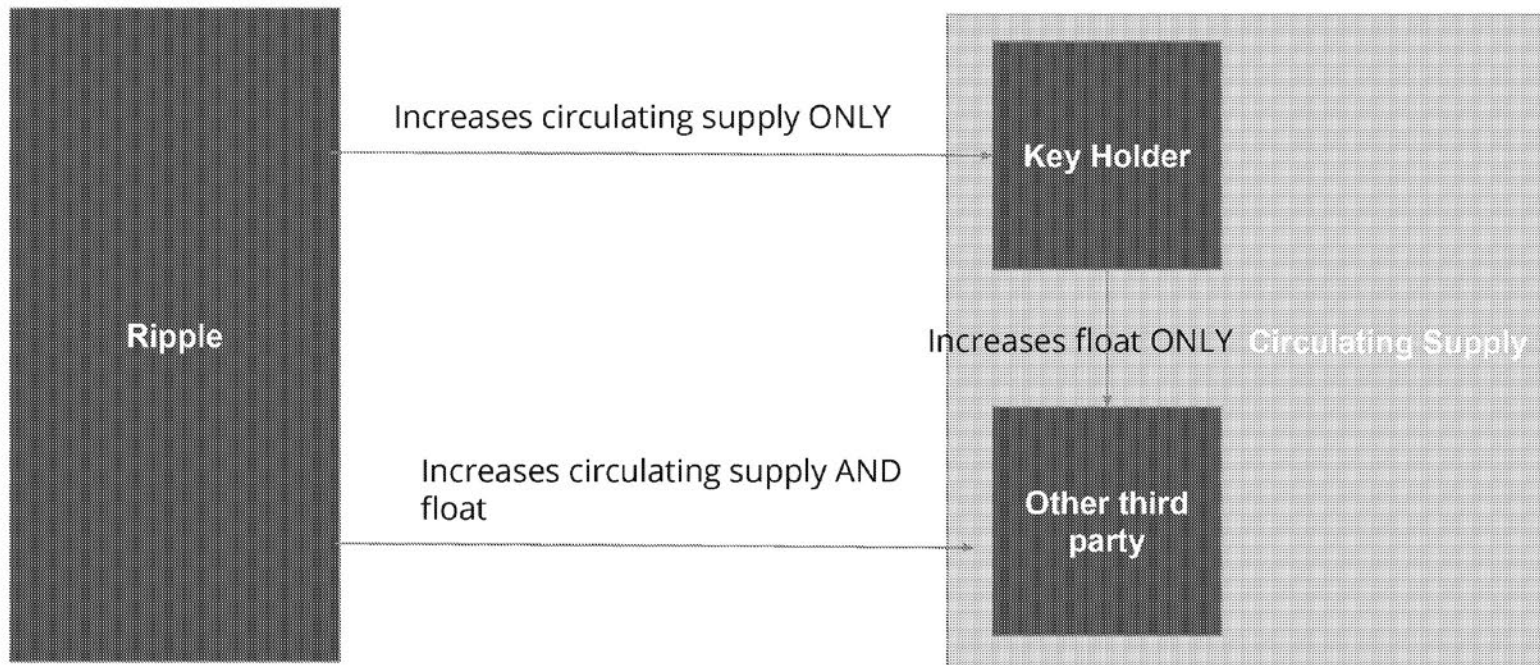 Increases circulating supply ONLY
Key Holder
Ripple
Increases float ONLY
Circulating Supply
Increases circulating supply AND
float
Other third
party